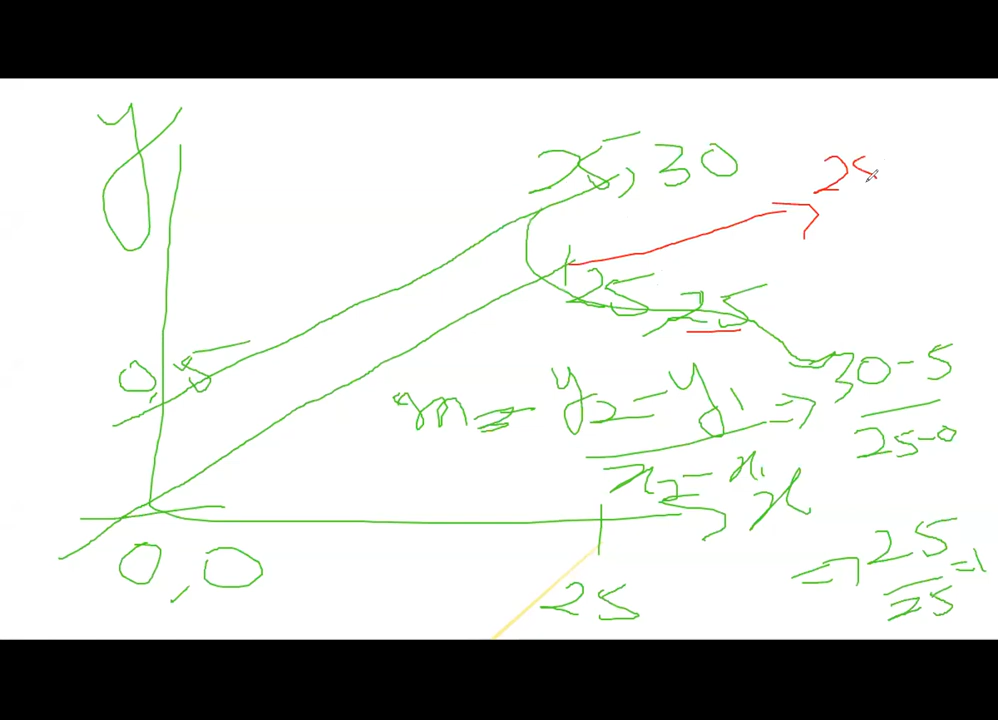 y
25, 30
25
25, 25
0,5
m = y2 - y1 => 30-5
x2 - x1 25-0
x
0,0
25
=> 25 = 1
25